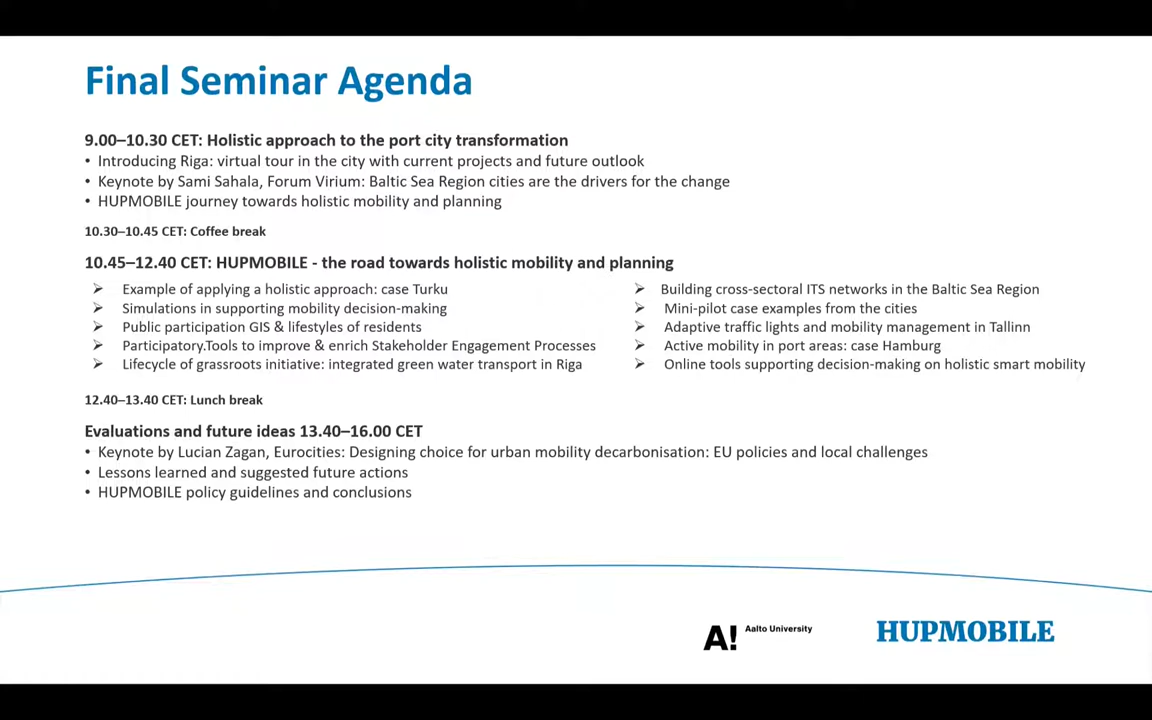 Final Seminar Agenda
9.00–10.30 CET: Holistic approach to the port city transformation
• Introducing Riga: virtual tour in the city with current projects and future outlook
• Keynote by Sami Sahala, Forum Virium: Baltic Sea Region cities are the drivers for the change
• HUPMOBILE journey towards holistic mobility and planning
10.30–10.45 CET: Coffee break
10.45–12.40 CET: HUPMOBILE - the road towards holistic mobility and planning
➢ Example of applying a holistic approach: case Turku
➢ Simulations in supporting mobility decision-making
➢ Public participation GIS & lifestyles of residents
➢ Participatory.Tools to improve & enrich Stakeholder Engagement Processes
➢ Lifecycle of grassroots initiative: integrated green water transport in Riga
➢ Building cross-sectoral ITS networks in the Baltic Sea Region
➢ Mini-pilot case examples from the cities
➢ Adaptive traffic lights and mobility management in Tallinn
➢ Active mobility in port areas: case Hamburg
➢ Online tools supporting decision-making on holistic smart mobility
12.40–13.40 CET: Lunch break
Evaluations and future ideas 13.40–16.00 CET
• Keynote by Lucian Zagan, Eurocities: Designing choice for urban mobility decarbonisation: EU policies and local challenges
• Lessons learned and suggested future actions
• HUPMOBILE policy guidelines and conclusions
A! Aalto University
HUPMOBILE